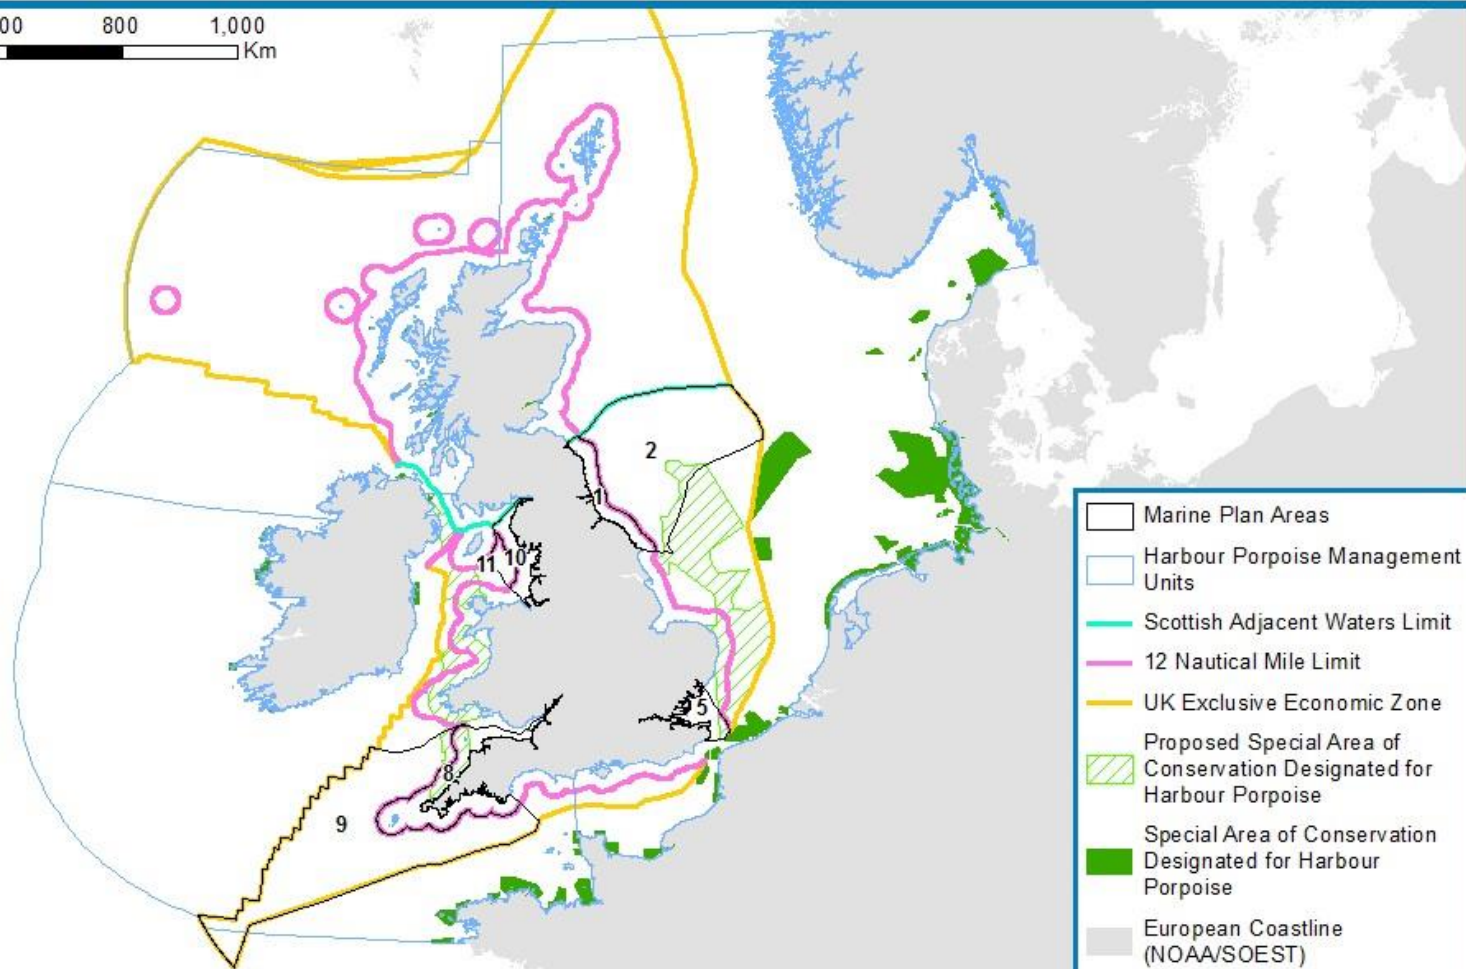 00 800 1,000
Km
2
1
10
11
5
8
9
Marine Plan Areas
Harbour Porpoise Management
Units
Scottish Adjacent Waters Limit
12 Nautical Mile Limit
UK Exclusive Economic Zone
Proposed Special Area of
Conservation Designated for
Harbour Porpoise
Special Area of Conservation
Designated for Harbour
Porpoise
European Coastline
(NOAA/SOEST)